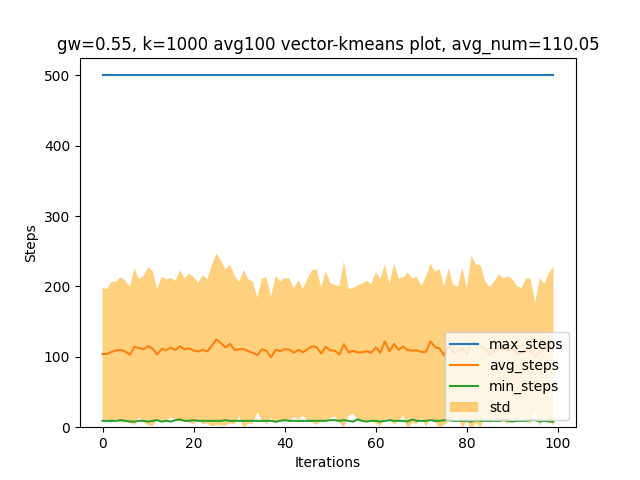 gw=0.55, k=1000 avg100 vector-kmeans plot, avg_num=110.05
500
400
300
200
100
0
Steps
max_steps
avg_steps
min_steps
std
0 20 40 60 80 100
Iterations